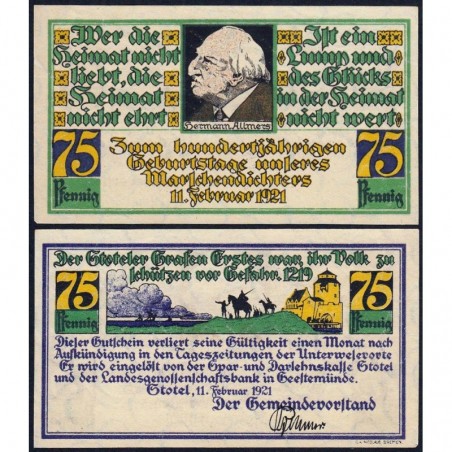 Wer die
Heimat nicht
liebt, die
Heimat
nicht ehrt
Ist ein
Lump und
des Glücks
in der Heimat
nicht wert
Hermann Allmers
75
Pfennig
Zum hundertjährigen
Geburtstage unseres
Marschendichters
11. Februar 1921
75
Pfennig
Der Stoteler Grafen Erstes war, ihr Volk zu
schützen vor Gefahr. 1219
75
Pfennig
75
Pfennig
Dieser Gutschein verliert seine Gültigkeit einen Monat nach
Aufkündigung in den Tageszeitungen der Unterweserorte
Er wird eingelöst von der Spar- und Darlehnskasse Stotel
und der Landesgenossenschaftsbank in Geestemünde.
Stotel, 11. Februar 1921
Der Gemeindevorstand